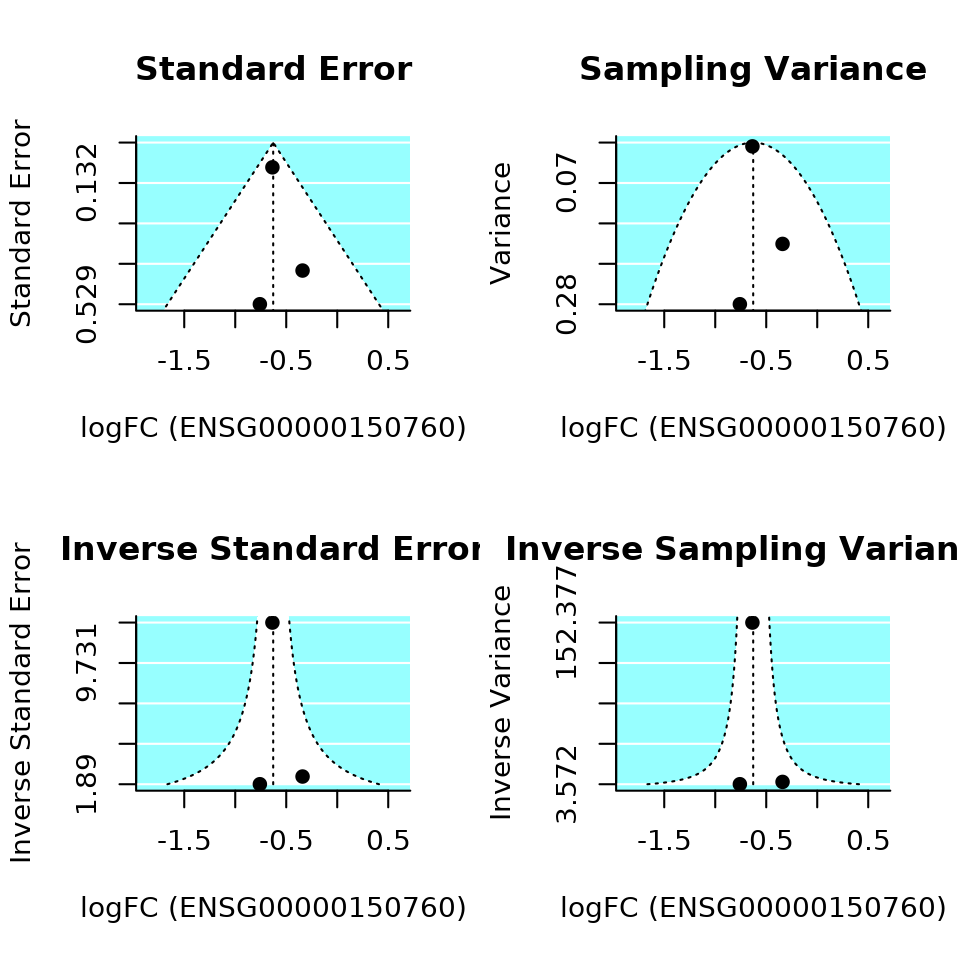 Standard Error
Standard Error
0.132
0.529
-1.5 -0.5 0.5
logFC (ENSG00000150760)
Sampling Variance
Variance
0.07
0.28
-1.5 -0.5 0.5
logFC (ENSG00000150760)
Inverse Standard Error
Inverse Standard Error
9.731
1.89
-1.5 -0.5 0.5
logFC (ENSG00000150760)
Inverse Sampling Varian
Inverse Variance
152.377
3.572
-1.5 -0.5 0.5
logFC (ENSG00000150760)